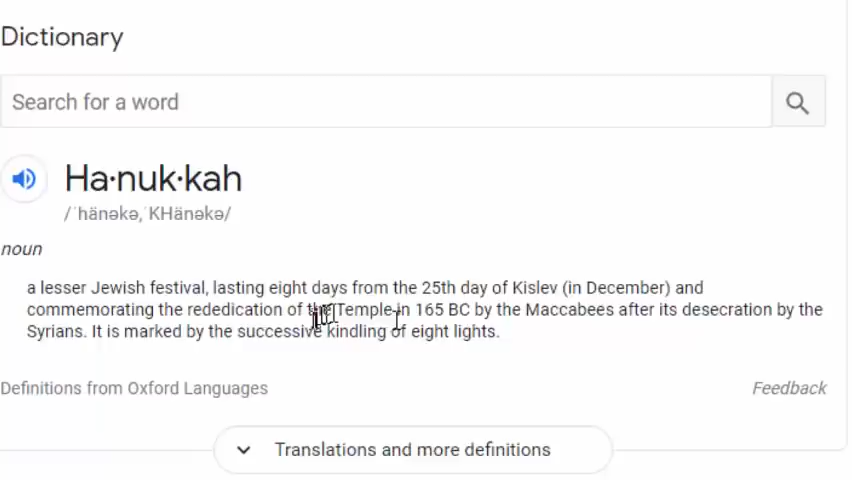 Dictionary
Search for a word
Ha·nuk·kah
/ˈhänəkə,ˈKHänəkə/
noun
a lesser Jewish festival, lasting eight days from the 25th day of Kislev (in December) and
commemorating the rededication of the Temple in 165 BC by the Maccabees after its desecration by the
Syrians. It is marked by the successive kindling of eight lights.
Definitions from Oxford Languages
Feedback
Translations and more definitions